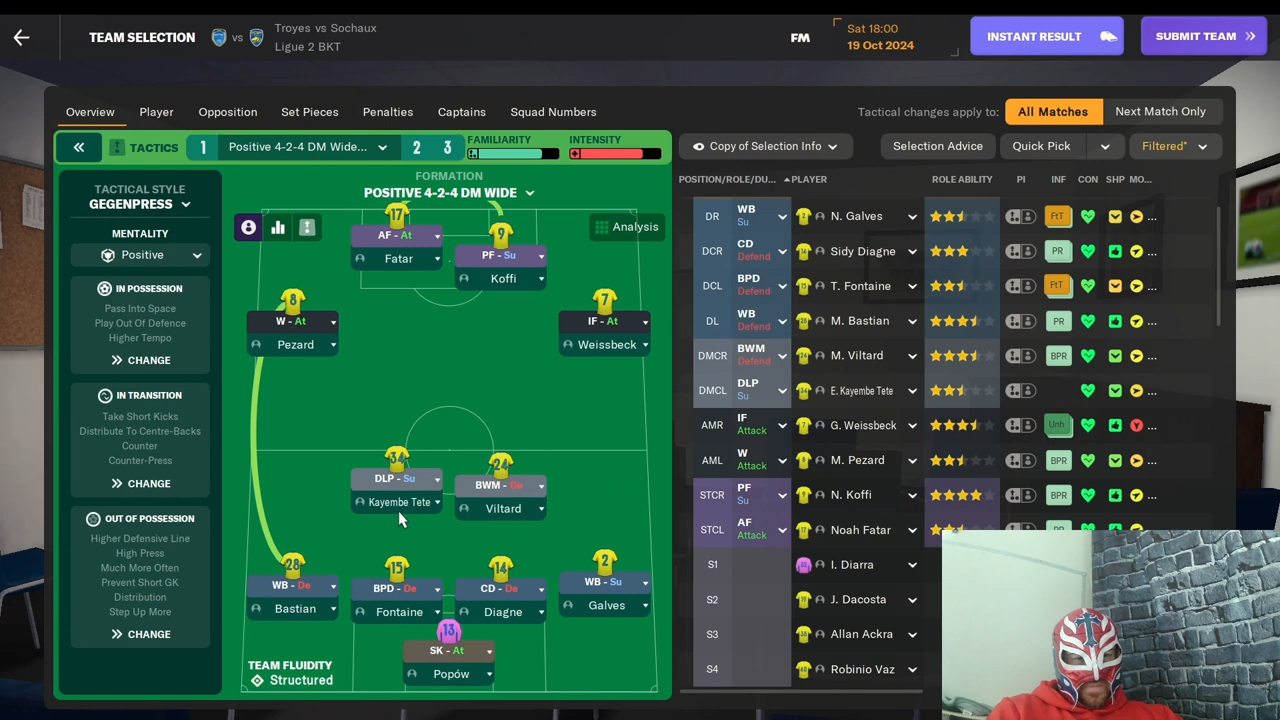 TEAM SELECTION
vs
Troyes vs Sochaux
Ligue 2 BKT
FM
Sat 18:00
19 Oct 2024
INSTANT RESULT
SUBMIT TEAM
Overview
Player
Opposition
Set Pieces
Penalties
Captains
Squad Numbers
Tactical changes apply to:
All Matches
Next Match Only
TACTICS
1
Positive 4-2-4 DM Wide...
2
3
FAMILIARITY
INTENSITY
Copy of Selection Info
Selection Advice
Quick Pick
Filtered*
TACTICAL STYLE
GEGENPRESS
MENTALITY
Positive
IN POSSESSION
Pass Into Space
Play Out Of Defence
Higher Tempo
CHANGE
IN TRANSITION
Take Short Kicks
Distribute To Centre-Backs
Counter
Counter-Press
CHANGE
OUT OF POSSESSION
Higher Defensive Line
High Press
Much More Often
Prevent Short GK
Distribution
Step Up More
CHANGE
FORMATION
POSITIVE 4-2-4 DM WIDE
Analysis
17
AF - At
Fatar
9
PF - Su
Koffi
8
W - At
Pezard
7
IF - At
Weissbeck
34
DLP - Su
Kayembe Tete
24
BWM - De
Viltard
28
WB - De
Bastian
15
BPD - De
Fontaine
14
CD - De
Diagne
2
WB - Su
Galves
13
SK - At
Popów
TEAM FLUIDITY
Structured
POSITION/ROLE/DU... PLAYER ROLE ABILITY PI INF CON SHP MO...
DR WB Su N. Galves FtT ...
DCR CD Defend Sidy Diagne PR ...
DCL BPD Defend T. Fontaine FtT ...
DL WB Defend M. Bastian PR ...
DMCR BWM Defend M. Viltard BPR ...
DMCL DLP Su E. Kayembe Tete ...
AMR IF Attack G. Weissbeck Unh Y ...
AML W Attack M. Pezard BPR ...
STCR PF Su N. Koffi BPR ...
STCL AF Attack Noah Fatar PR ...
S1 I. Diarra
S2 J. Dacosta
S3 Allan Ackra
S4 Robinio Vaz